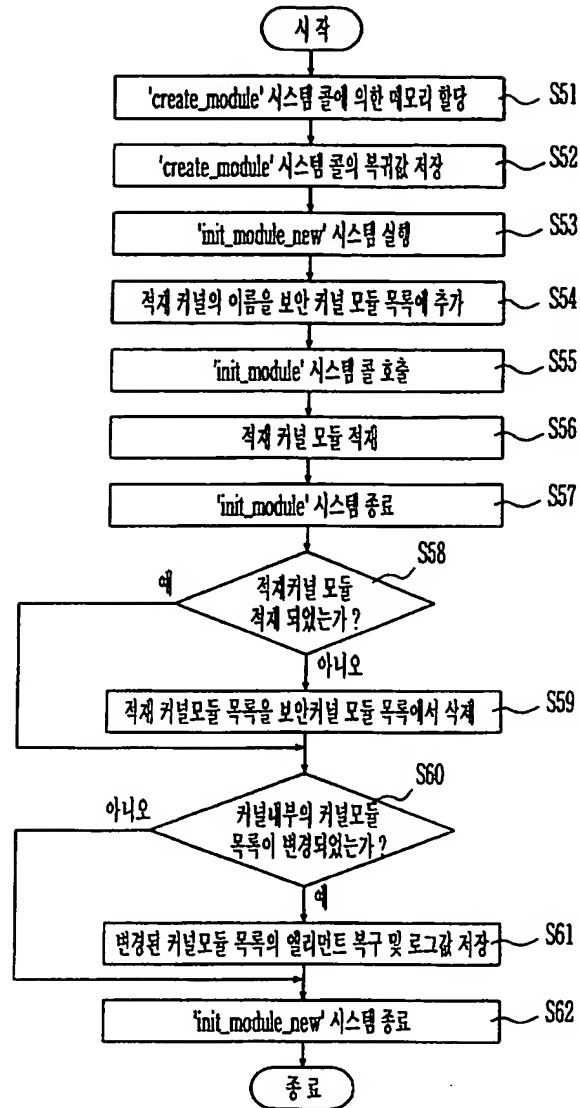 시작
'create_module' 시스템 콜에 의한 메모리 할당
S51
'create_module' 시스템 콜의 복귀값 저장
S52
'init_module_new' 시스템 실행
S53
적재 커널의 이름을 보안 커널 모듈 목록에 추가
S54
'init_module' 시스템 콜 호출
S55
적재 커널 모듈 적재
S56
'init_module' 시스템 종료
S57
S58
예
적재커널 모듈
적재 되었는가?
아니오
적재 커널모듈 목록을 보안커널 모듈 목록에서 삭제
S59
S60
아니오
커널내부의 커널모듈
목록이 변경되었는가?
예
변경된 커널모듈 목록의 엘리먼트 복구 및 로그값 저장
S61
'init_module_new' 시스템 종료
S62
종료